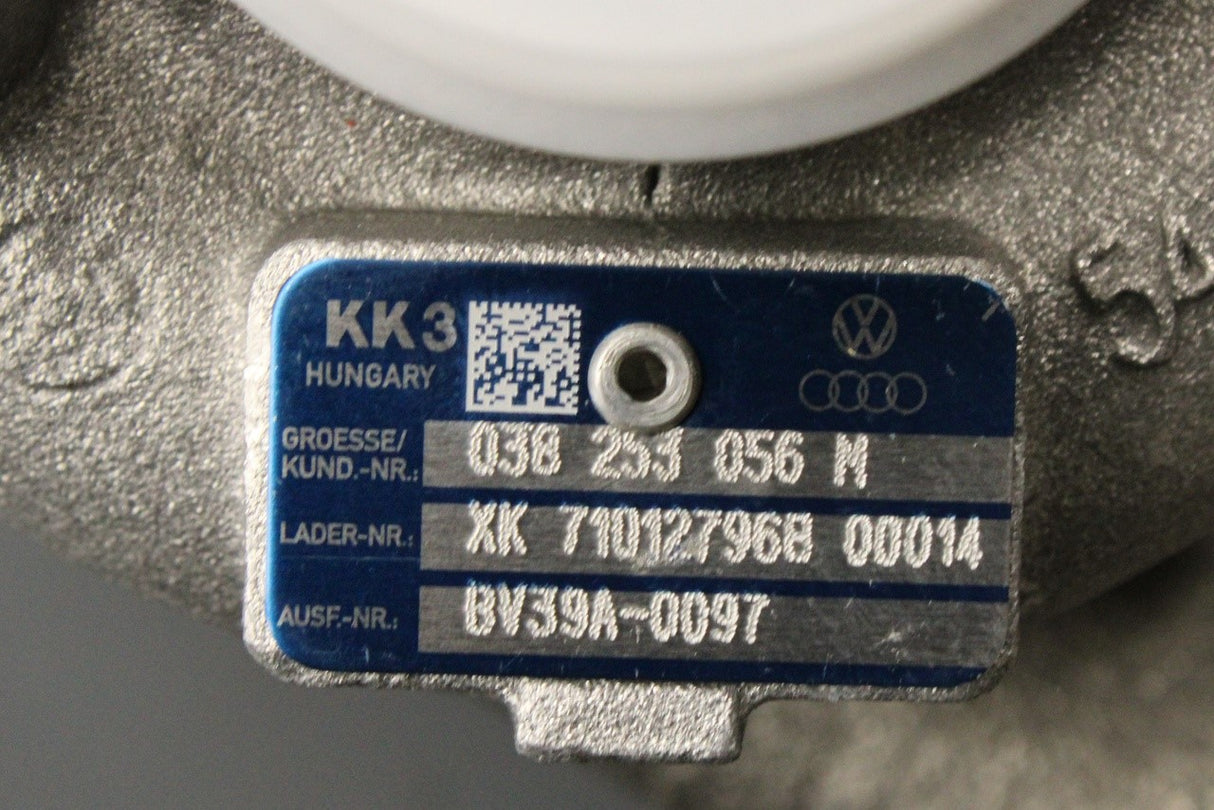 KK3
HUNGARY
GROESSE/
KUND.-NR.: 038 253 056 M
LADER-NR.: XK 710127968 00014
AUSF.-NR.: BV39A-0097